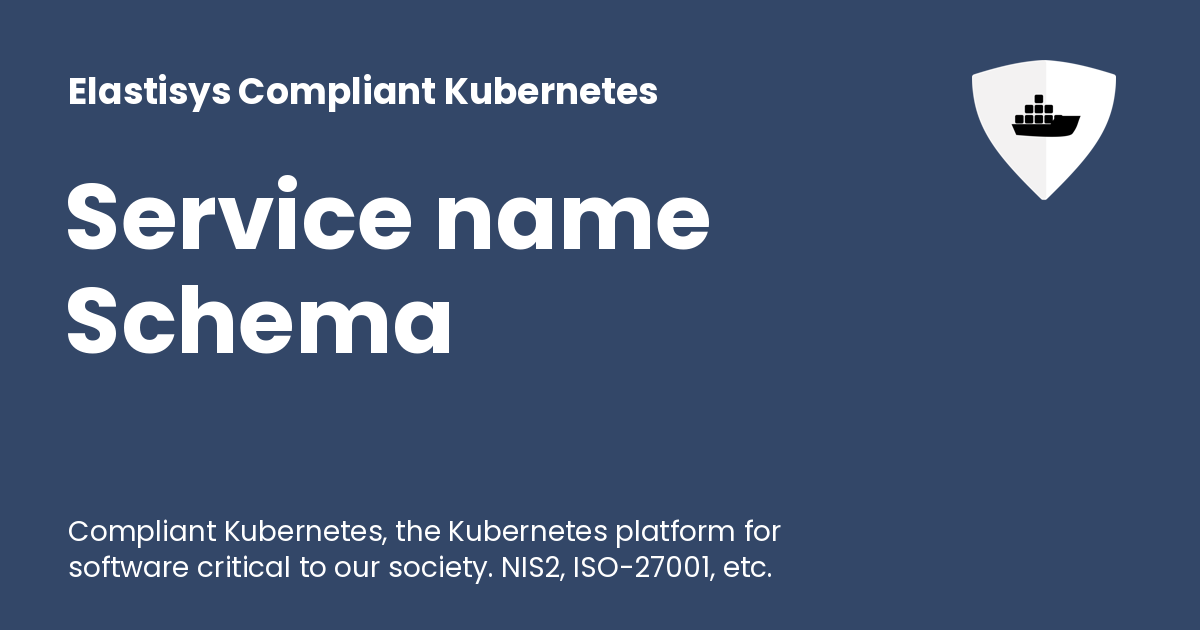 Elastisys Compliant Kubernetes
Service name
Schema
Compliant Kubernetes, the Kubernetes platform for
software critical to our society. NIS2, ISO-27001, etc.